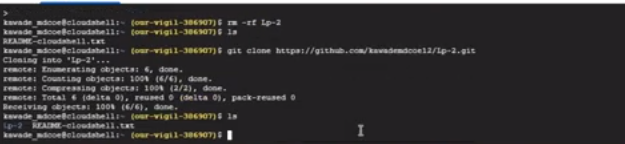 >
kawade_mdcoe@cloudshell:~ (our-vigil-386907)$ rm -rf Lp-2
kawade_mdcoe@cloudshell:~ (our-vigil-386907)$ ls
README-cloudshell.txt
kawade_mdcoe@cloudshell:~ (our-vigil-386907)$ git clone https://github.com/kawademdcoe12/Lp-2.git
Cloning into 'Lp-2'...
remote: Enumerating objects: 6, done.
remote: Counting objects: 100% (6/6), done.
remote: Compressing objects: 100% (2/2), done.
remote: Total 6 (delta 0), reused 0 (delta 0), pack-reused 0
Receiving objects: 100% (6/6), done.
kawade_mdcoe@cloudshell:~ (our-vigil-386907)$ ls
Lp-2 README-cloudshell.txt
kawade_mdcoe@cloudshell:~ (our-vigil-386907)$